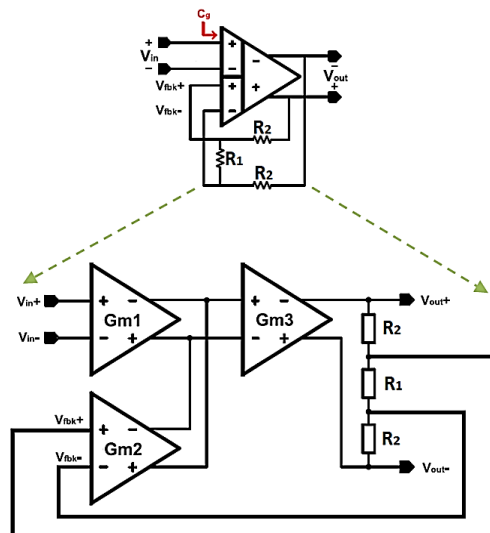 Cg
+
Vin
−
+
−
+
−
−
+
Vfbk+
Vfbk-
−
Vout
+
R2
R1
R2
Vin+
Vin-
+ −
Gm1
− +
+ −
Gm3
− +
Vout+
R2
R1
R2
Vout-
Vfbk+
Vfbk-
+ −
Gm2
− +